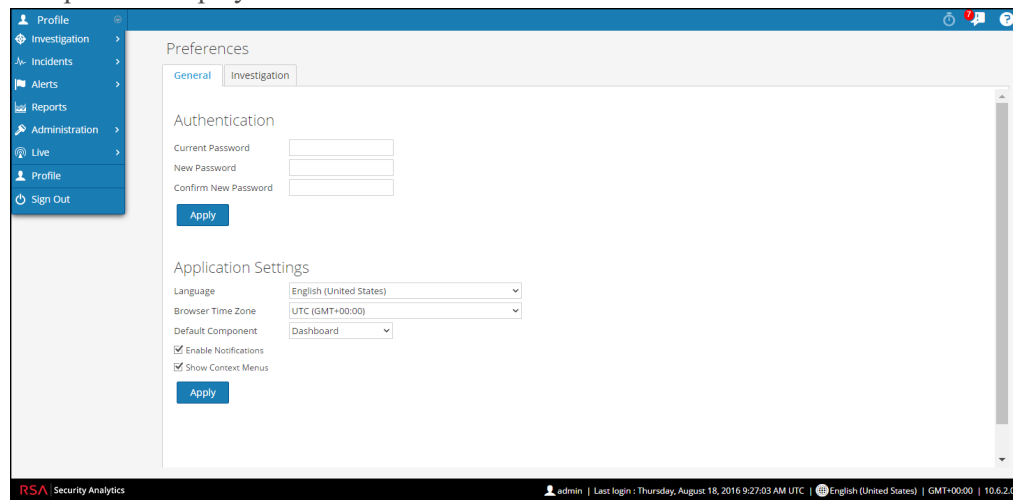 Profile
7
Investigation
Incidents
Alerts
Reports
Administration
Live
Profile
Sign Out
Preferences
General Investigation
Authentication
Current Password
New Password
Confirm New Password
Apply
Application Settings
Language English (United States)
Browser Time Zone UTC (GMT+00:00)
Default Component Dashboard
Enable Notifications
Show Context Menus
Apply
RSA Security Analytics admin | Last login : Thursday, August 18, 2016 9:27:03 AM UTC | English (United States) | GMT+00:00 | 10.6.2.0